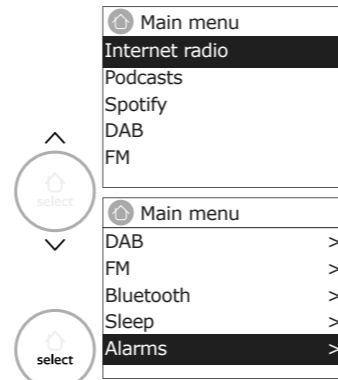 Main menu
Internet radio
Podcasts
Spotify
DAB
FM
select
Main menu
DAB >
FM >
Bluetooth >
Sleep >
Alarms >
select